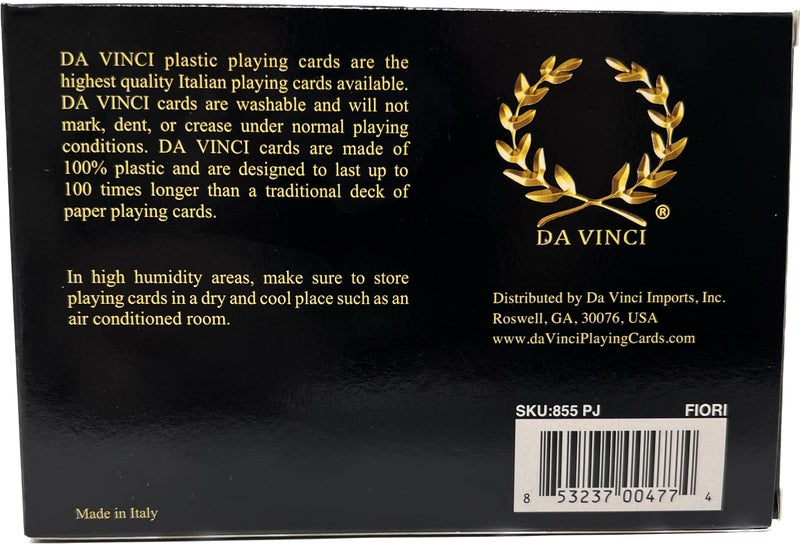 DA VINCI plastic playing cards are the
highest quality Italian playing cards available.
DA VINCI cards are washable and will not
mark, dent, or crease under normal playing
conditions. DA VINCI cards are made of
100% plastic and are designed to last up to
100 times longer than a traditional deck of
paper playing cards.
In high humidity areas, make sure to store
playing cards in a dry and cool place such as an
air conditioned room.
Made in Italy
®
DA VINCI
Distributed by Da Vinci Imports, Inc.
Roswell, GA, 30076, USA
www.daVinciPlayingCards.com
SKU:855 PJ FIORI
8 53237 00477 4